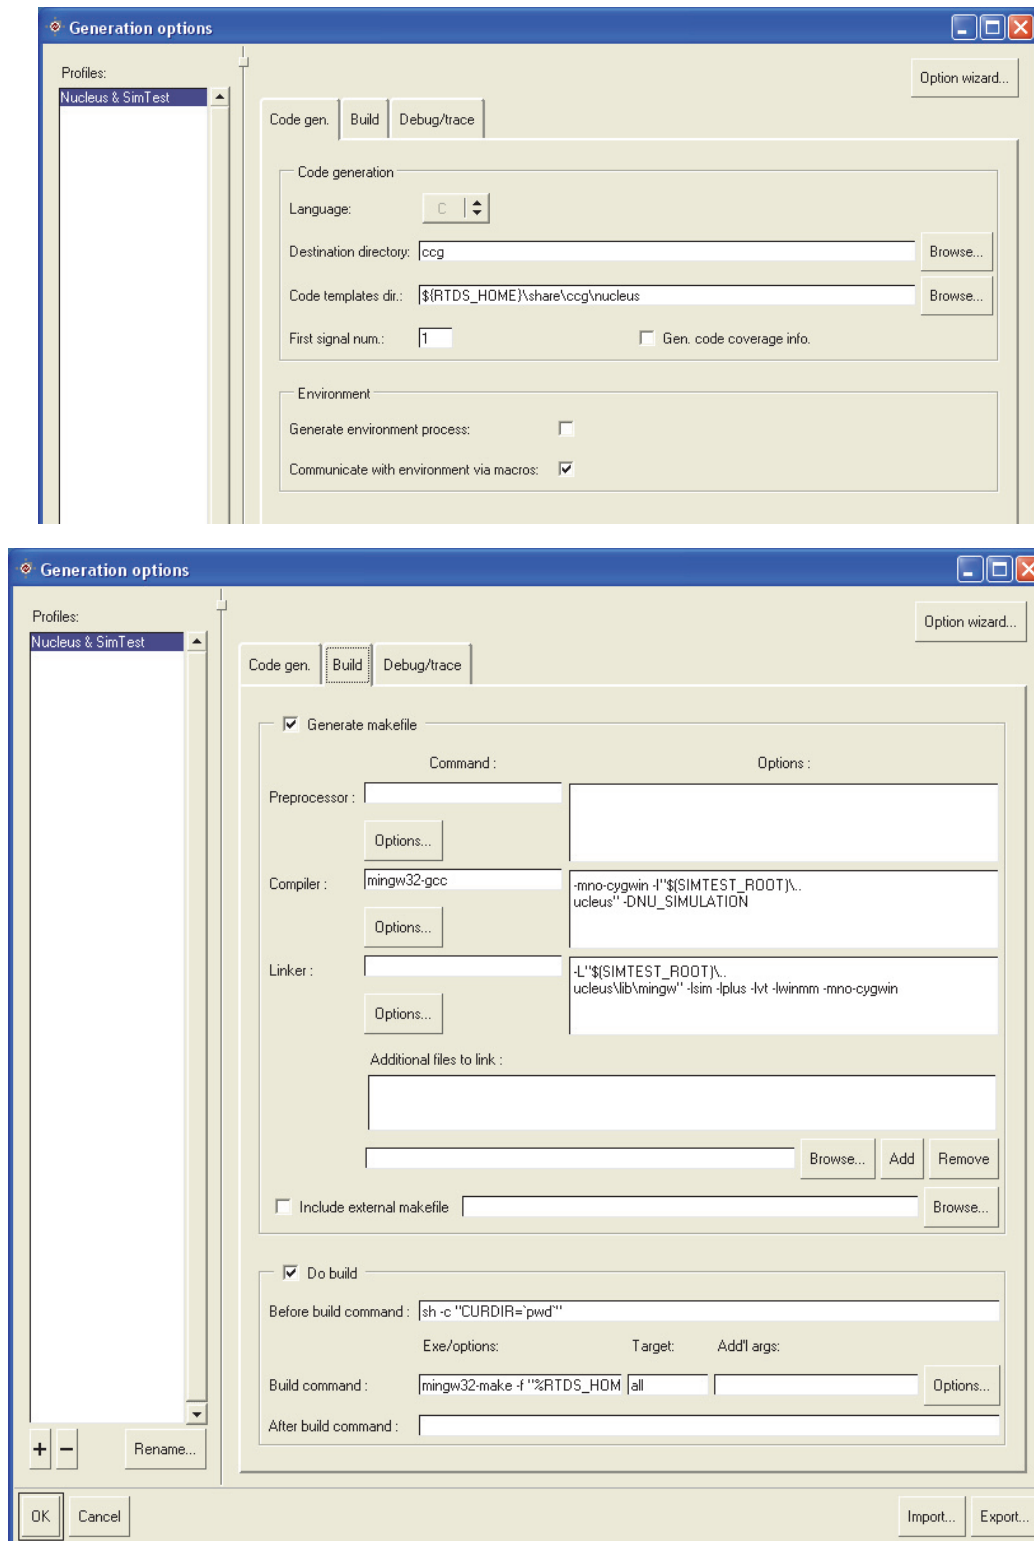 Generation options
Profiles:
Option wizard...
Nucleus & SimTest
Code gen. Build Debug/trace
Code generation
Language: C
Destination directory: ccg Browse...
Code templates dir.: ${RTDS_HOME}\share\ccg\nucleus Browse...
First signal num.: 1 Gen. code coverage info.
Environment
Generate environment process:
Communicate with environment via macros:
Generation options
Profiles:
Option wizard...
Nucleus & SimTest
Code gen. Build Debug/trace
Generate makefile
Command : Options :
Preprocessor :
Options...
Compiler : mingw32-gcc -mno-cygwin -I"$(SIMTEST_ROOT)\..
ucleus" -DNU_SIMULATION
Options...
Linker : -L"$(SIMTEST_ROOT)\..
ucleus\lib\mingw" -lsim -lplus -lvt -lwinmm -mno-cygwin
Options...
Additional files to link :
Browse... Add Remove
Include external makefile Browse...
Do build
Before build command : sh -c "CURDIR=`pwd`"
Exe/options: Target: Add'l args:
Build command : mingw32-make -f "%RTDS_HOM all Options...
After build command :
+ − Rename...
OK Cancel Import... Export...